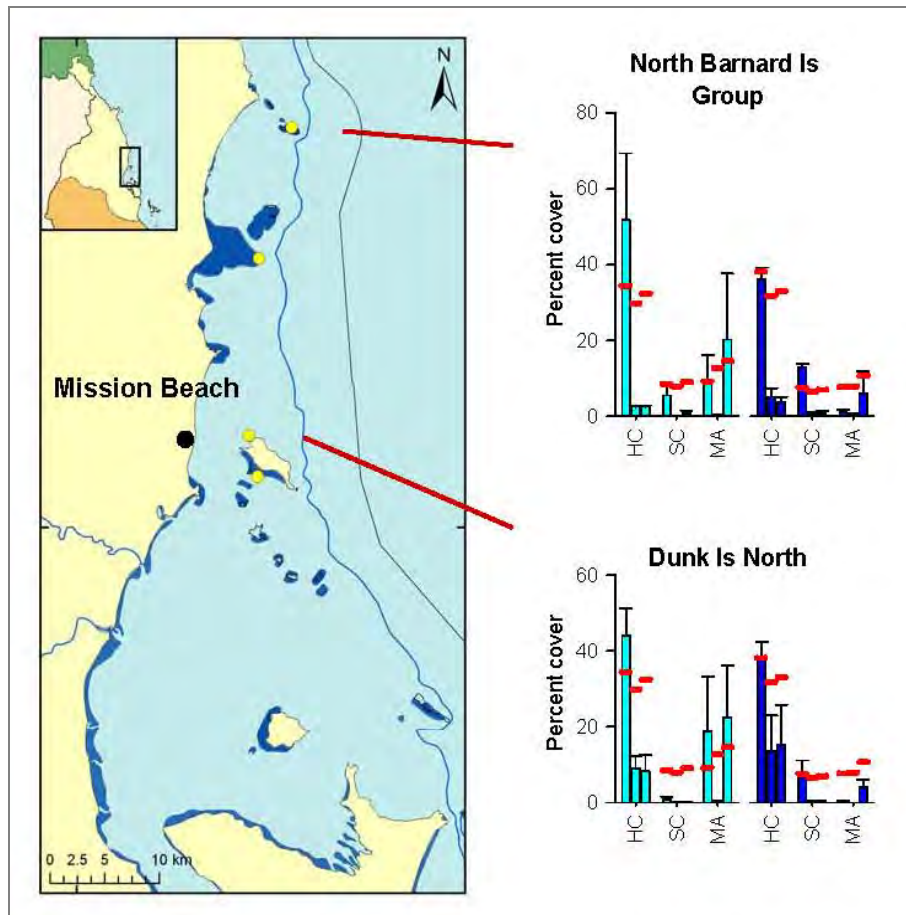 N
Mission Beach
0 2.5 5 10 km
North Barnard Is
Group
Percent cover
80
60
40
20
0
HC
SC
MA
HC
SC
MA
Dunk Is North
Percent cover
60
40
20
0
HC
SC
MA
HC
SC
MA